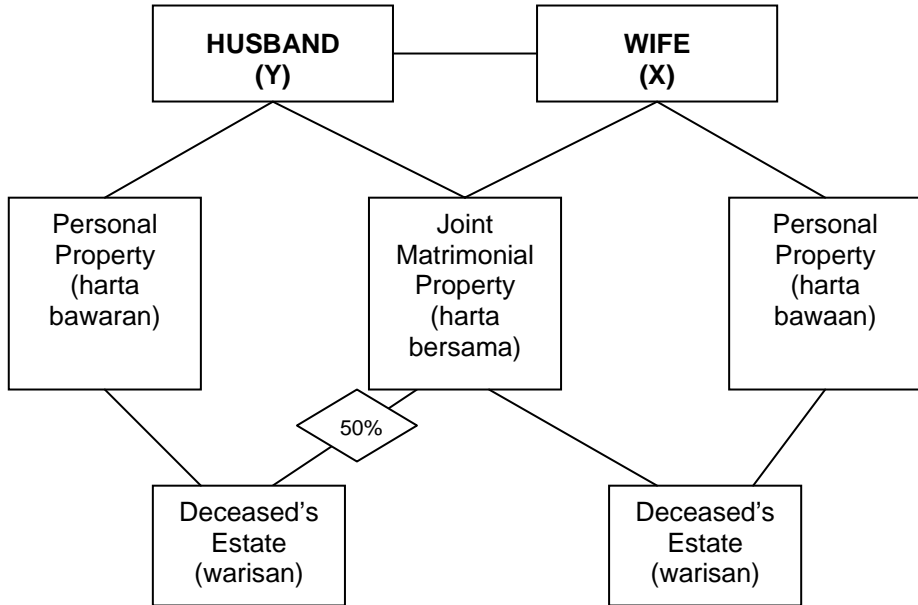 HUSBAND
(Y)
WIFE
(X)
Personal
Property
(harta
bawaran)
Joint
Matrimonial
Property
(harta
bersama)
Personal
Property
(harta
bawaan)
50%
Deceased's
Estate
(warisan)
Deceased's
Estate
(warisan)